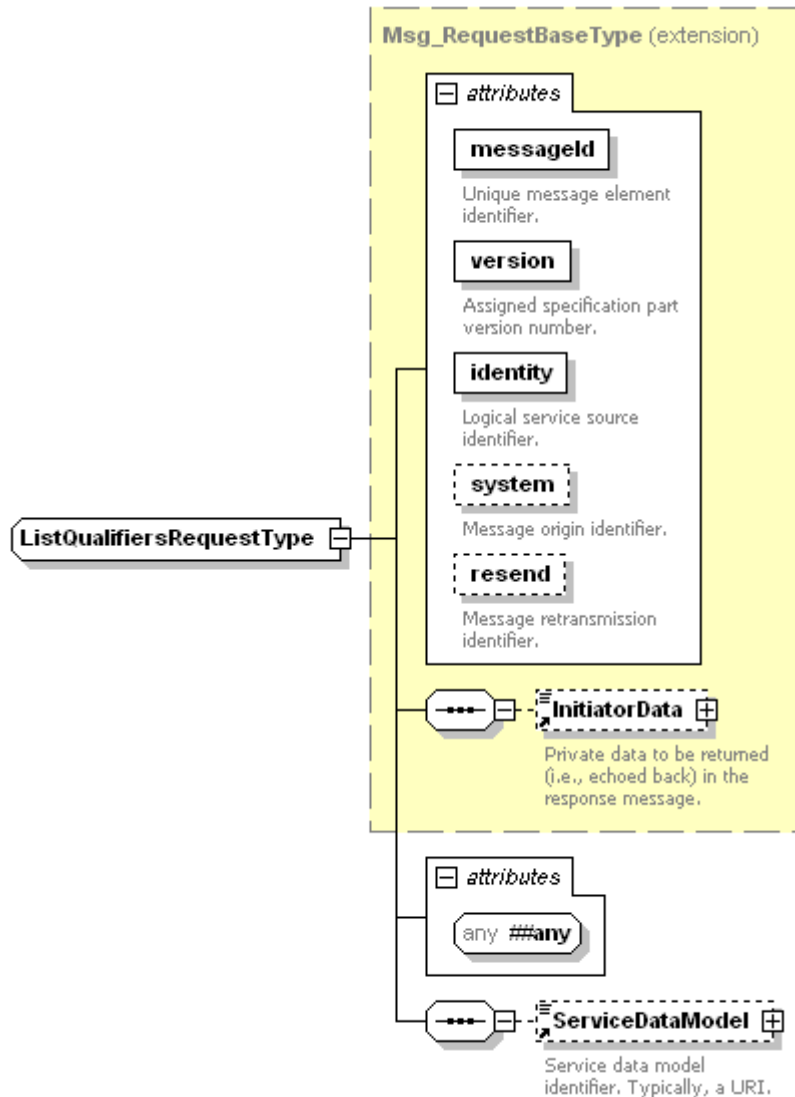 Msg_RequestBaseType (extension)
attributes
messageId
Unique message element
identifier.
version
Assigned specification part
version number.
identity
Logical service source
identifier.
system
Message origin identifier.
resend
Message retransmission
identifier.
ListQualifiersRequestType
InitiatorData
Private data to be returned
(i.e., echoed back) in the
response message.
attributes
any ##any
ServiceDataModel
Service data model
identifier. Typically, a URI.